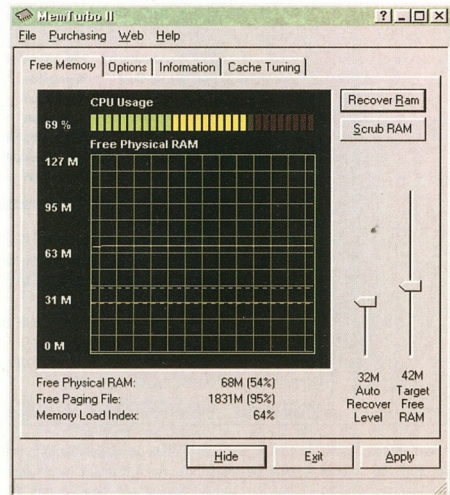 MemTurbo II
File Purchasing Web Help
Free Memory Options Information Cache Tuning
CPU Usage
69 %
Free Physical RAM
127 M
95 M
63 M
31 M
0 M
Recover Ram
Scrub RAM
32M Auto Recover Level
42M Target Free RAM
Free Physical RAM: 68M (54%)
Free Paging File: 1831M (95%)
Memory Load Index: 64%
Hide Exit Apply